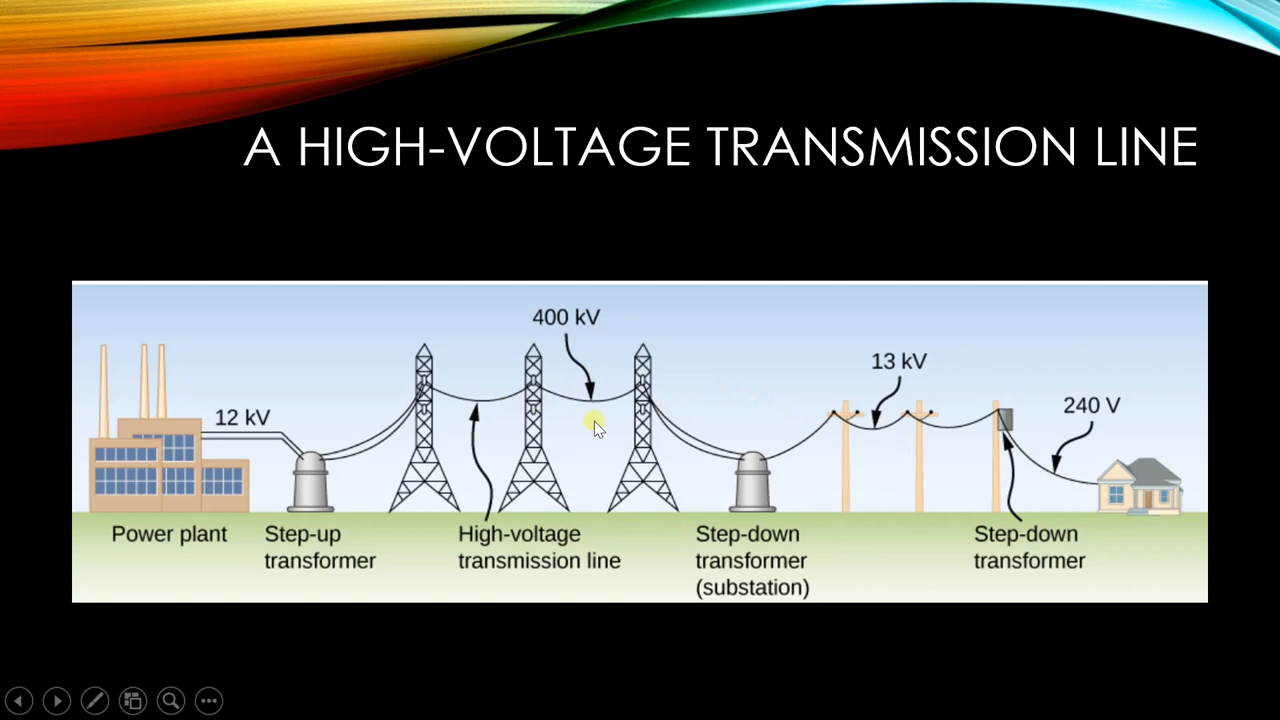 A HIGH-VOLTAGE TRANSMISSION LINE
400 kV
13 kV
12 kV
240 V
Power plant
Step-up
transformer
High-voltage
transmission line
Step-down
transformer
(substation)
Step-down
transformer